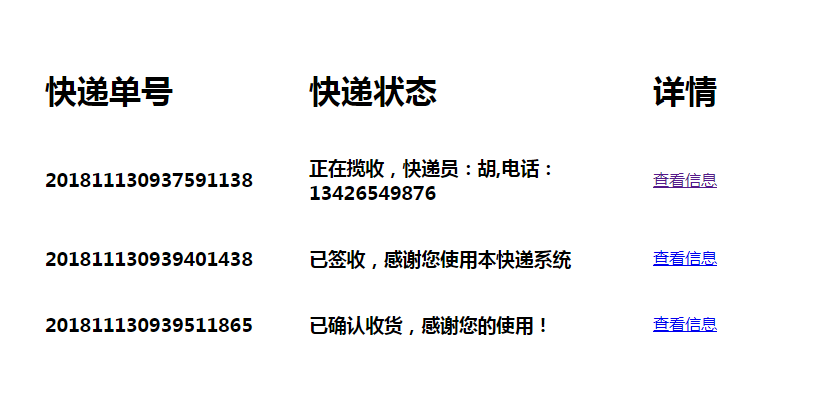 快递单号 快递状态 详情
201811130937591138 正在揽收，快递员：胡,电话： 查看信息
13426549876
201811130939401438 已签收，感谢您使用本快递系统 查看信息
201811130939511865 已确认收货，感谢您的使用！ 查看信息